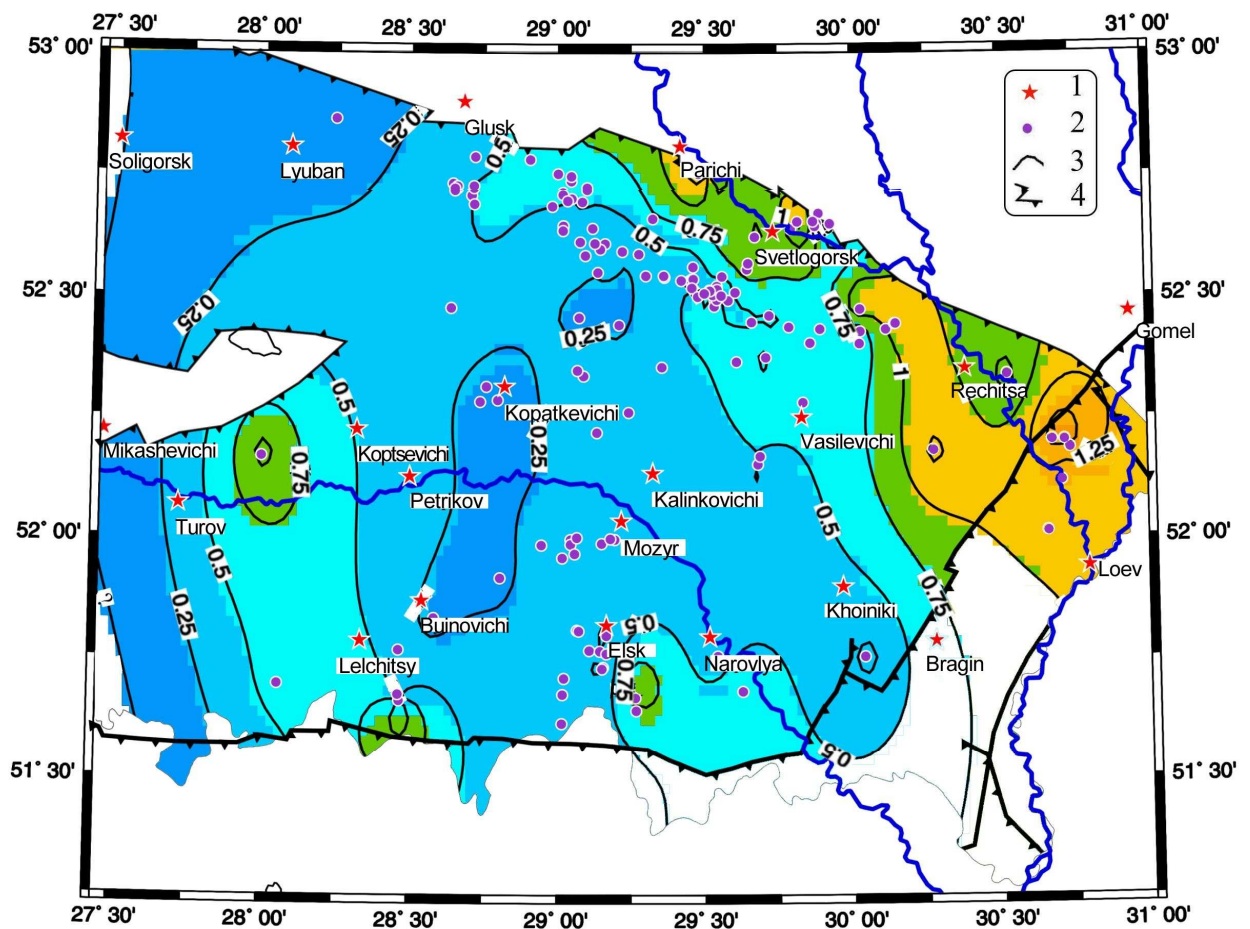 27° 30' 28° 00' 28° 30' 29° 00' 29° 30' 30° 00' 30° 30' 31° 00'
53° 00' 53° 00'
1
2
3
4
Glusk
0.25
Soligorsk
Lyuban
0.5
Parichi
0.75
1
0.5
Svetlogorsk
52° 30' 52° 30'
0.25
0.25
0.75
Gomel
1
Rechitsa
0.5
Kopatkevichi
Mikashevichi
Koptsevichi
0.25
Vasilevichi
1.25
0.75
Petrikov
Kalinkovichi
Turov
0.5
52° 00' 52° 00'
Mozyr
0.5
Loev
0.25
0.75
Khoiniki
Buinovichi
0.5
Elsk
Lelchitsy
Narovlya
Bragin
0.75
0.5
51° 30' 51° 30'
27° 30' 28° 00' 28° 30' 29° 00' 29° 30' 30° 00' 30° 30' 31° 00'